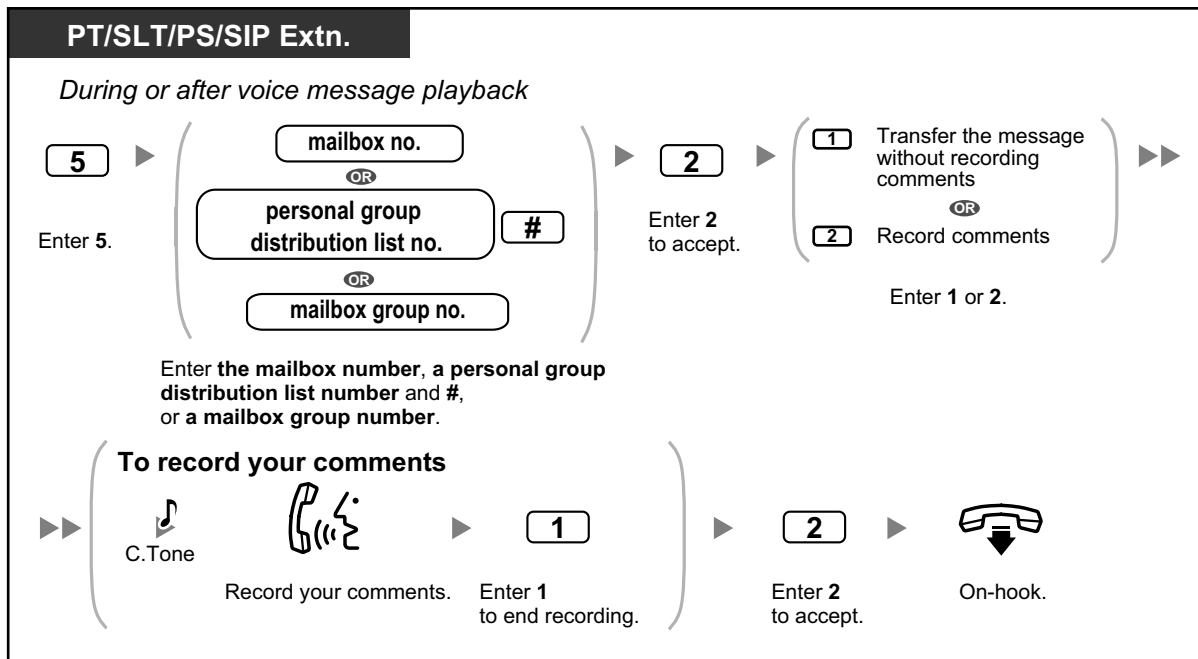 PT/SLT/PS/SIP Extn.
During or after voice message playback
5
Enter 5.
mailbox no.
OR
personal group
distribution list no.
#
OR
mailbox group no.
Enter the mailbox number, a personal group
distribution list number and #,
or a mailbox group number.
2
Enter 2
to accept.
1 Transfer the message
without recording
comments
OR
2 Record comments
Enter 1 or 2.
To record your comments
C.Tone
Record your comments.
1
Enter 1
to end recording.
2
Enter 2
to accept.
On-hook.